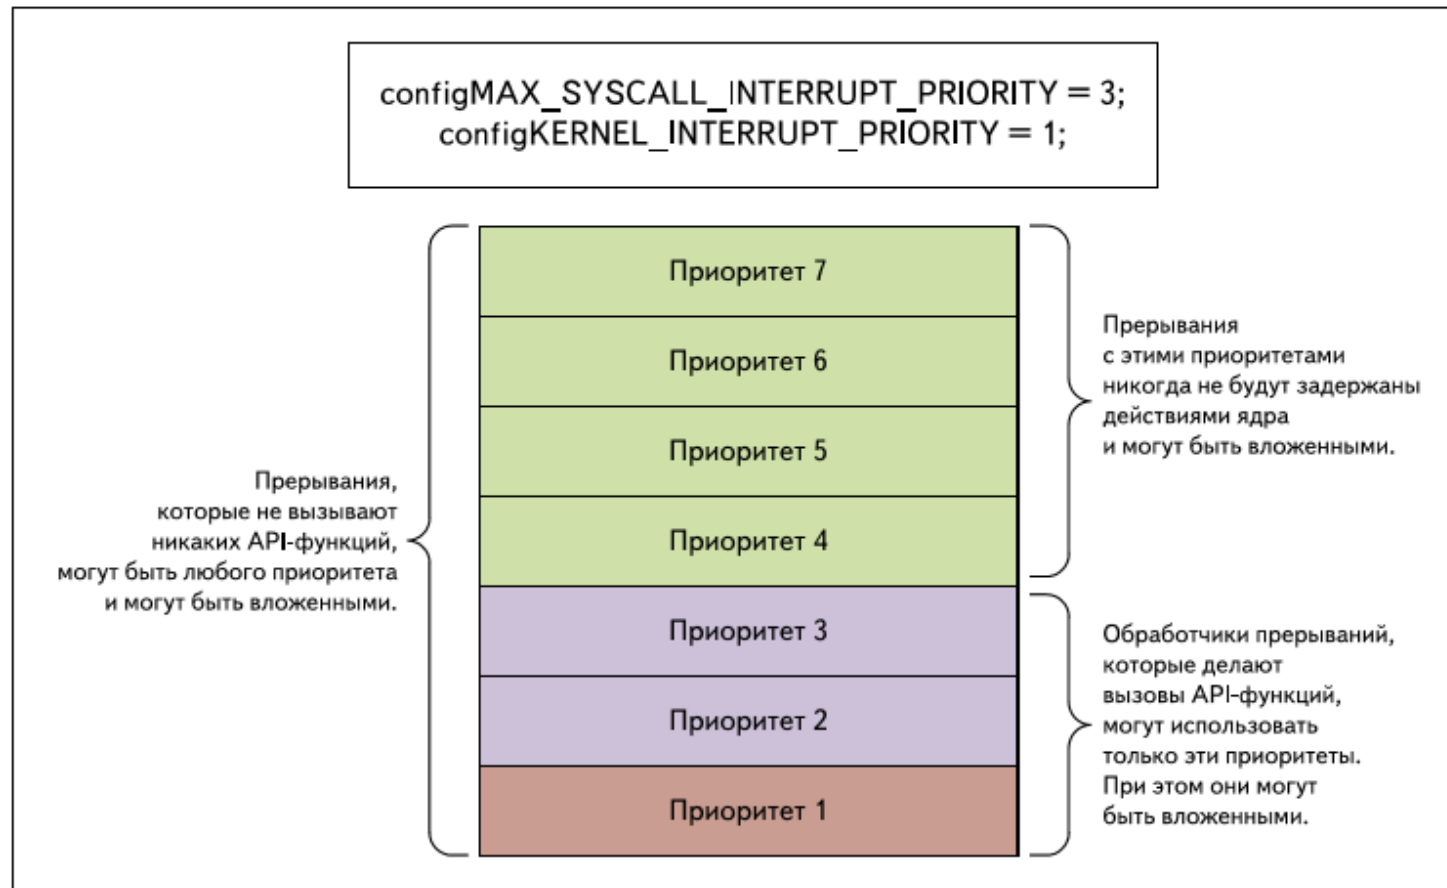 configMAX_SYSCALL_INTERRUPT_PRIORITY = 3;
configKERNEL_INTERRUPT_PRIORITY = 1;
Прерывания,
которые не вызывают
никаких API-функций,
могут быть любого приоритета
и могут быть вложенными.
Приоритет 7
Приоритет 6
Приоритет 5
Приоритет 4
Приоритет 3
Приоритет 2
Приоритет 1
Прерывания
с этими приоритетами
никогда не будут задержаны
действиями ядра
и могут быть вложенными.
Обработчики прерываний,
которые делают
вызовы API-функций,
могут использовать
только эти приоритеты.
При этом они могут
быть вложенными.